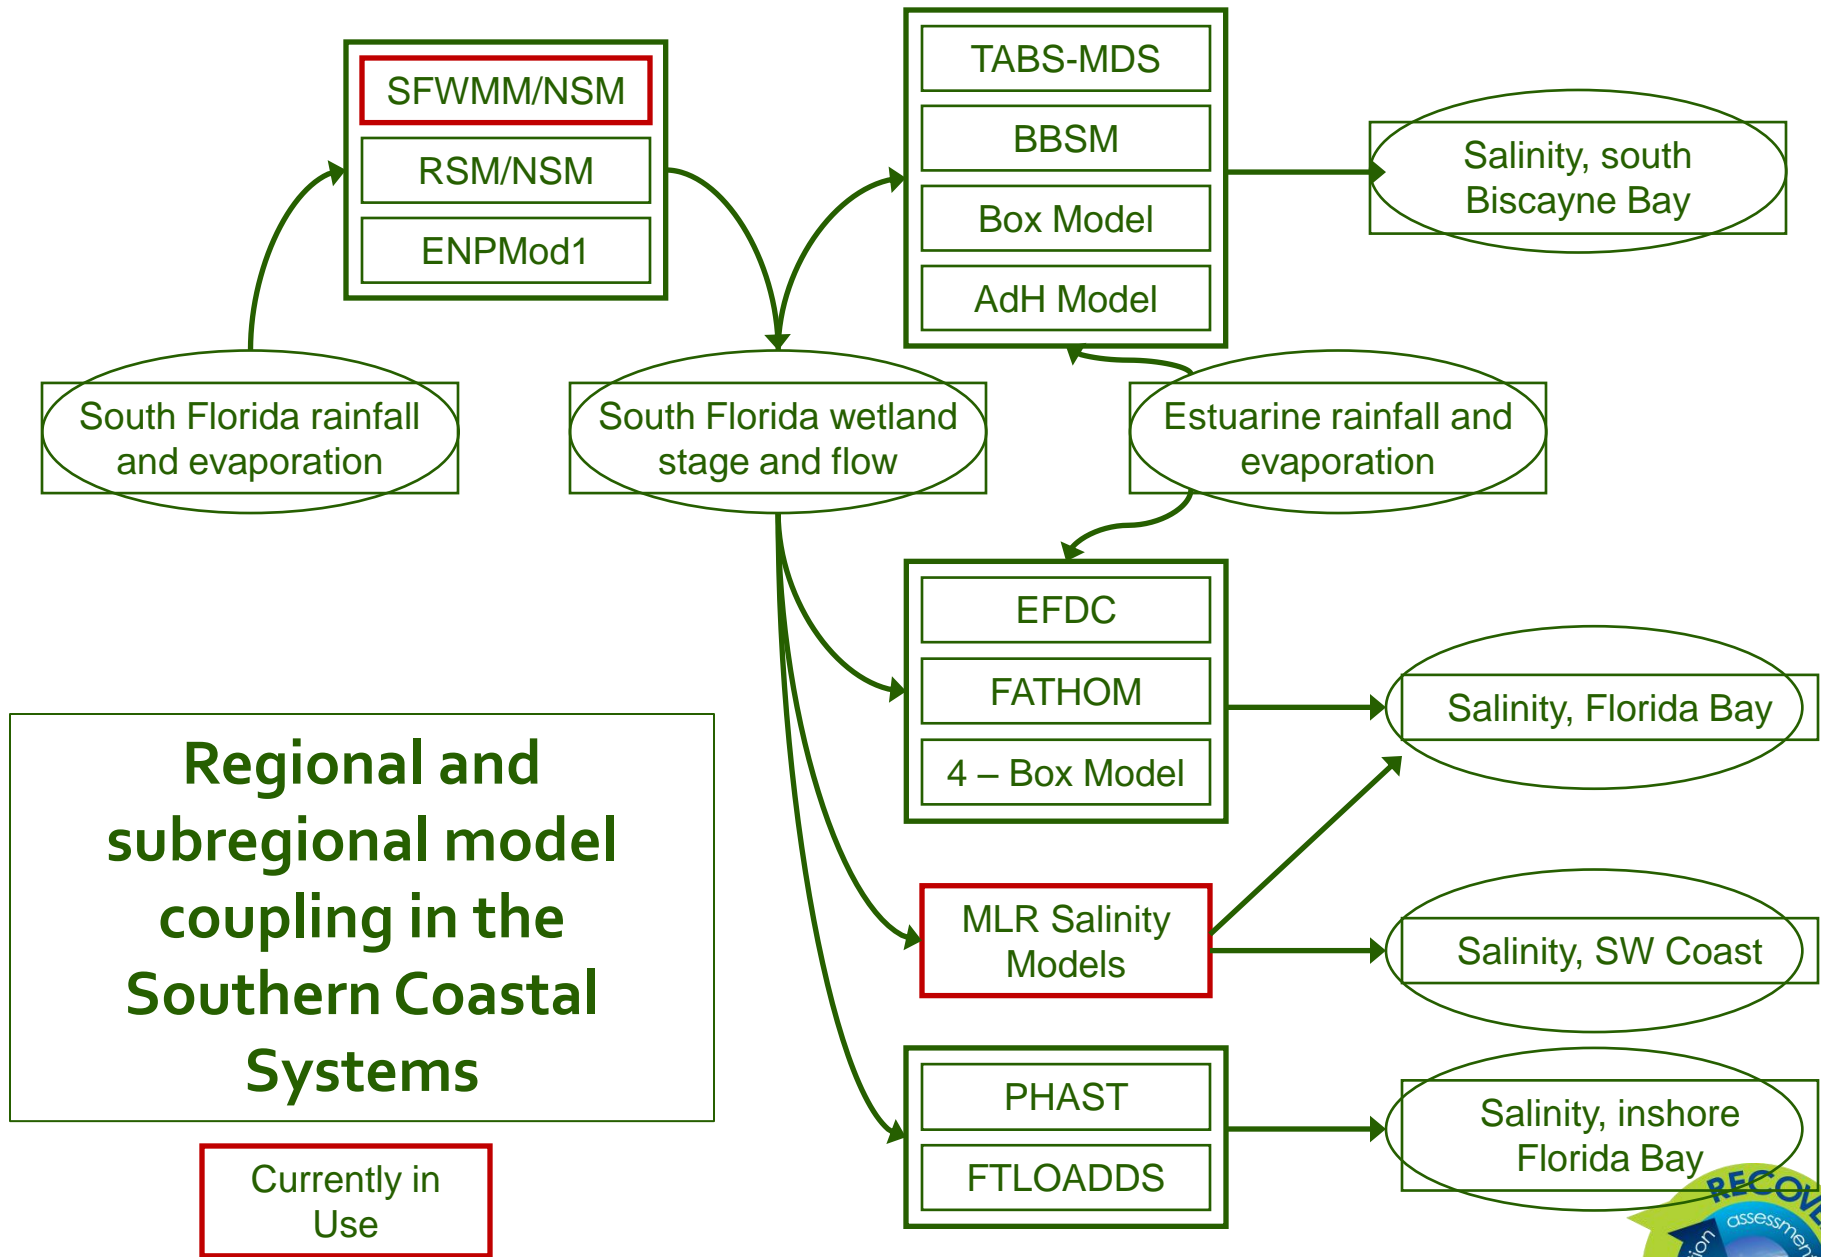 SFWMM/NSM
RSM/NSM
ENPMod1
TABS-MDS
BBSM
Box Model
AdH Model
Salinity, south
Biscayne Bay
South Florida rainfall
and evaporation
South Florida wetland
stage and flow
Estuarine rainfall and
evaporation
EFDC
FATHOM
4 – Box Model
Salinity, Florida Bay
Regional and
subregional model
coupling in the
Southern Coastal
Systems
MLR Salinity
Models
Salinity, SW Coast
PHAST
FTLOADDS
Salinity, inshore
Florida Bay
Currently in
Use
RECOVE
assessment